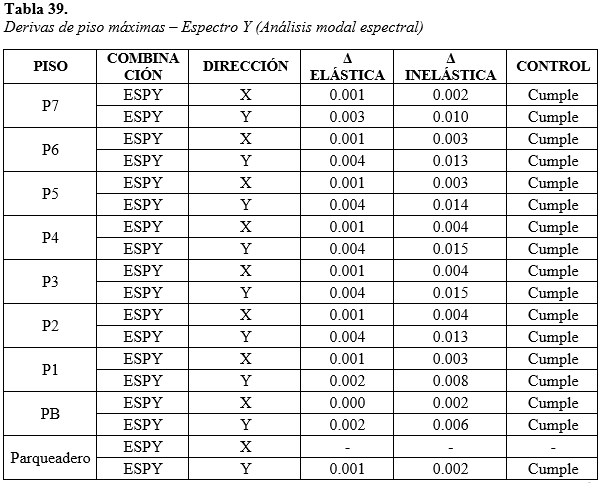 Tabla 39.
Derivas de piso máximas – Espectro Y (Análisis modal espectral)
PISO COMBINA CIÓN DIRECCIÓN Δ ELÁSTICA Δ INELÁSTICA CONTROL
P7 ESPY X 0.001 0.002 Cumple
ESPY Y 0.003 0.010 Cumple
P6 ESPY X 0.001 0.003 Cumple
ESPY Y 0.004 0.013 Cumple
P5 ESPY X 0.001 0.003 Cumple
ESPY Y 0.004 0.014 Cumple
P4 ESPY X 0.001 0.004 Cumple
ESPY Y 0.004 0.015 Cumple
P3 ESPY X 0.001 0.004 Cumple
ESPY Y 0.004 0.015 Cumple
P2 ESPY X 0.001 0.004 Cumple
ESPY Y 0.004 0.013 Cumple
P1 ESPY X 0.001 0.003 Cumple
ESPY Y 0.002 0.008 Cumple
PB ESPY X 0.000 0.002 Cumple
ESPY Y 0.002 0.006 Cumple
Parqueadero ESPY X - - -
ESPY Y 0.001 0.002 Cumple